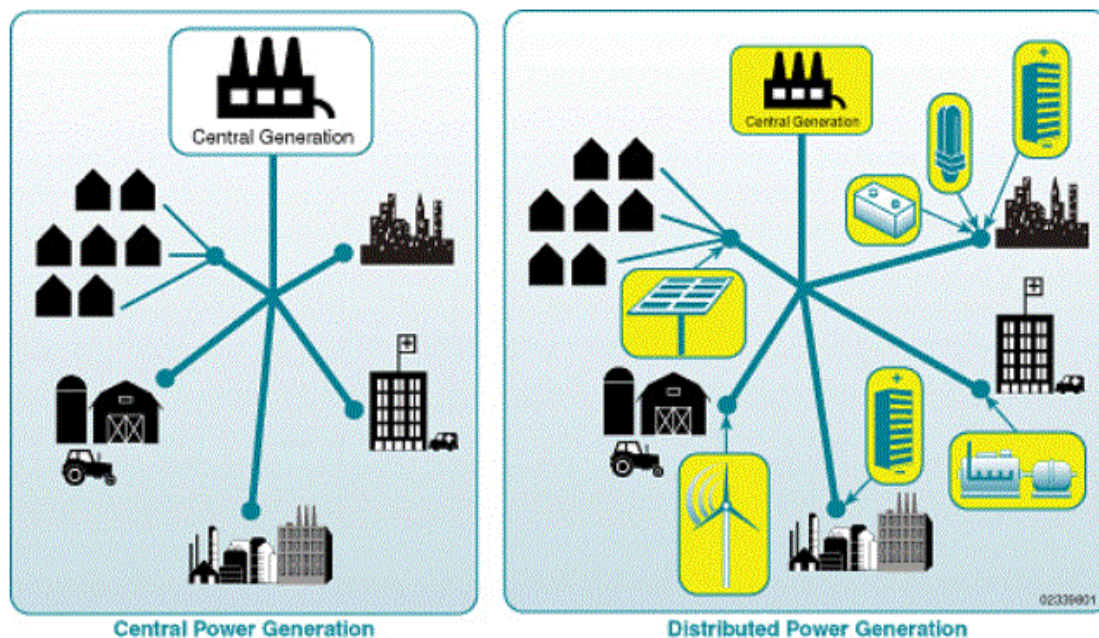 Central Generation
Central Generation
02339801
Central Power Generation
Distributed Power Generation